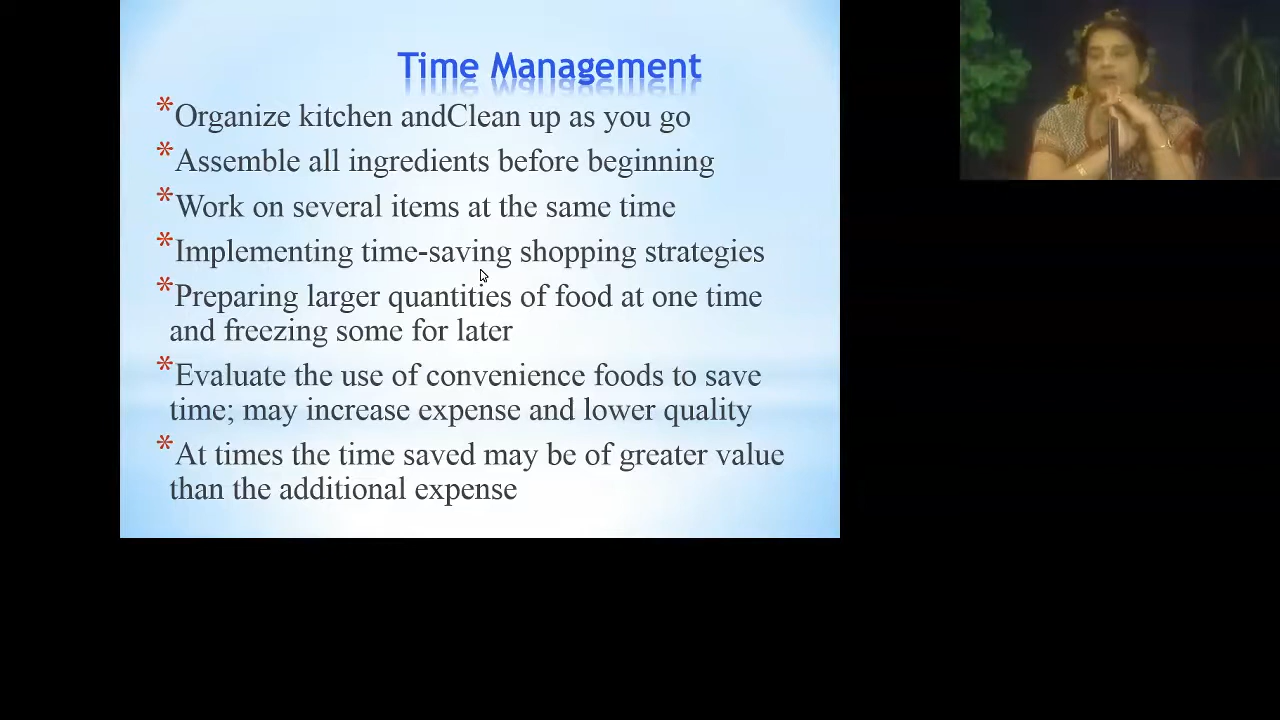 Time Management
*Organize kitchen andClean up as you go
*Assemble all ingredients before beginning
*Work on several items at the same time
*Implementing time-saving shopping strategies
*Preparing larger quantities of food at one time
and freezing some for later
*Evaluate the use of convenience foods to save
time; may increase expense and lower quality
*At times the time saved may be of greater value
than the additional expense